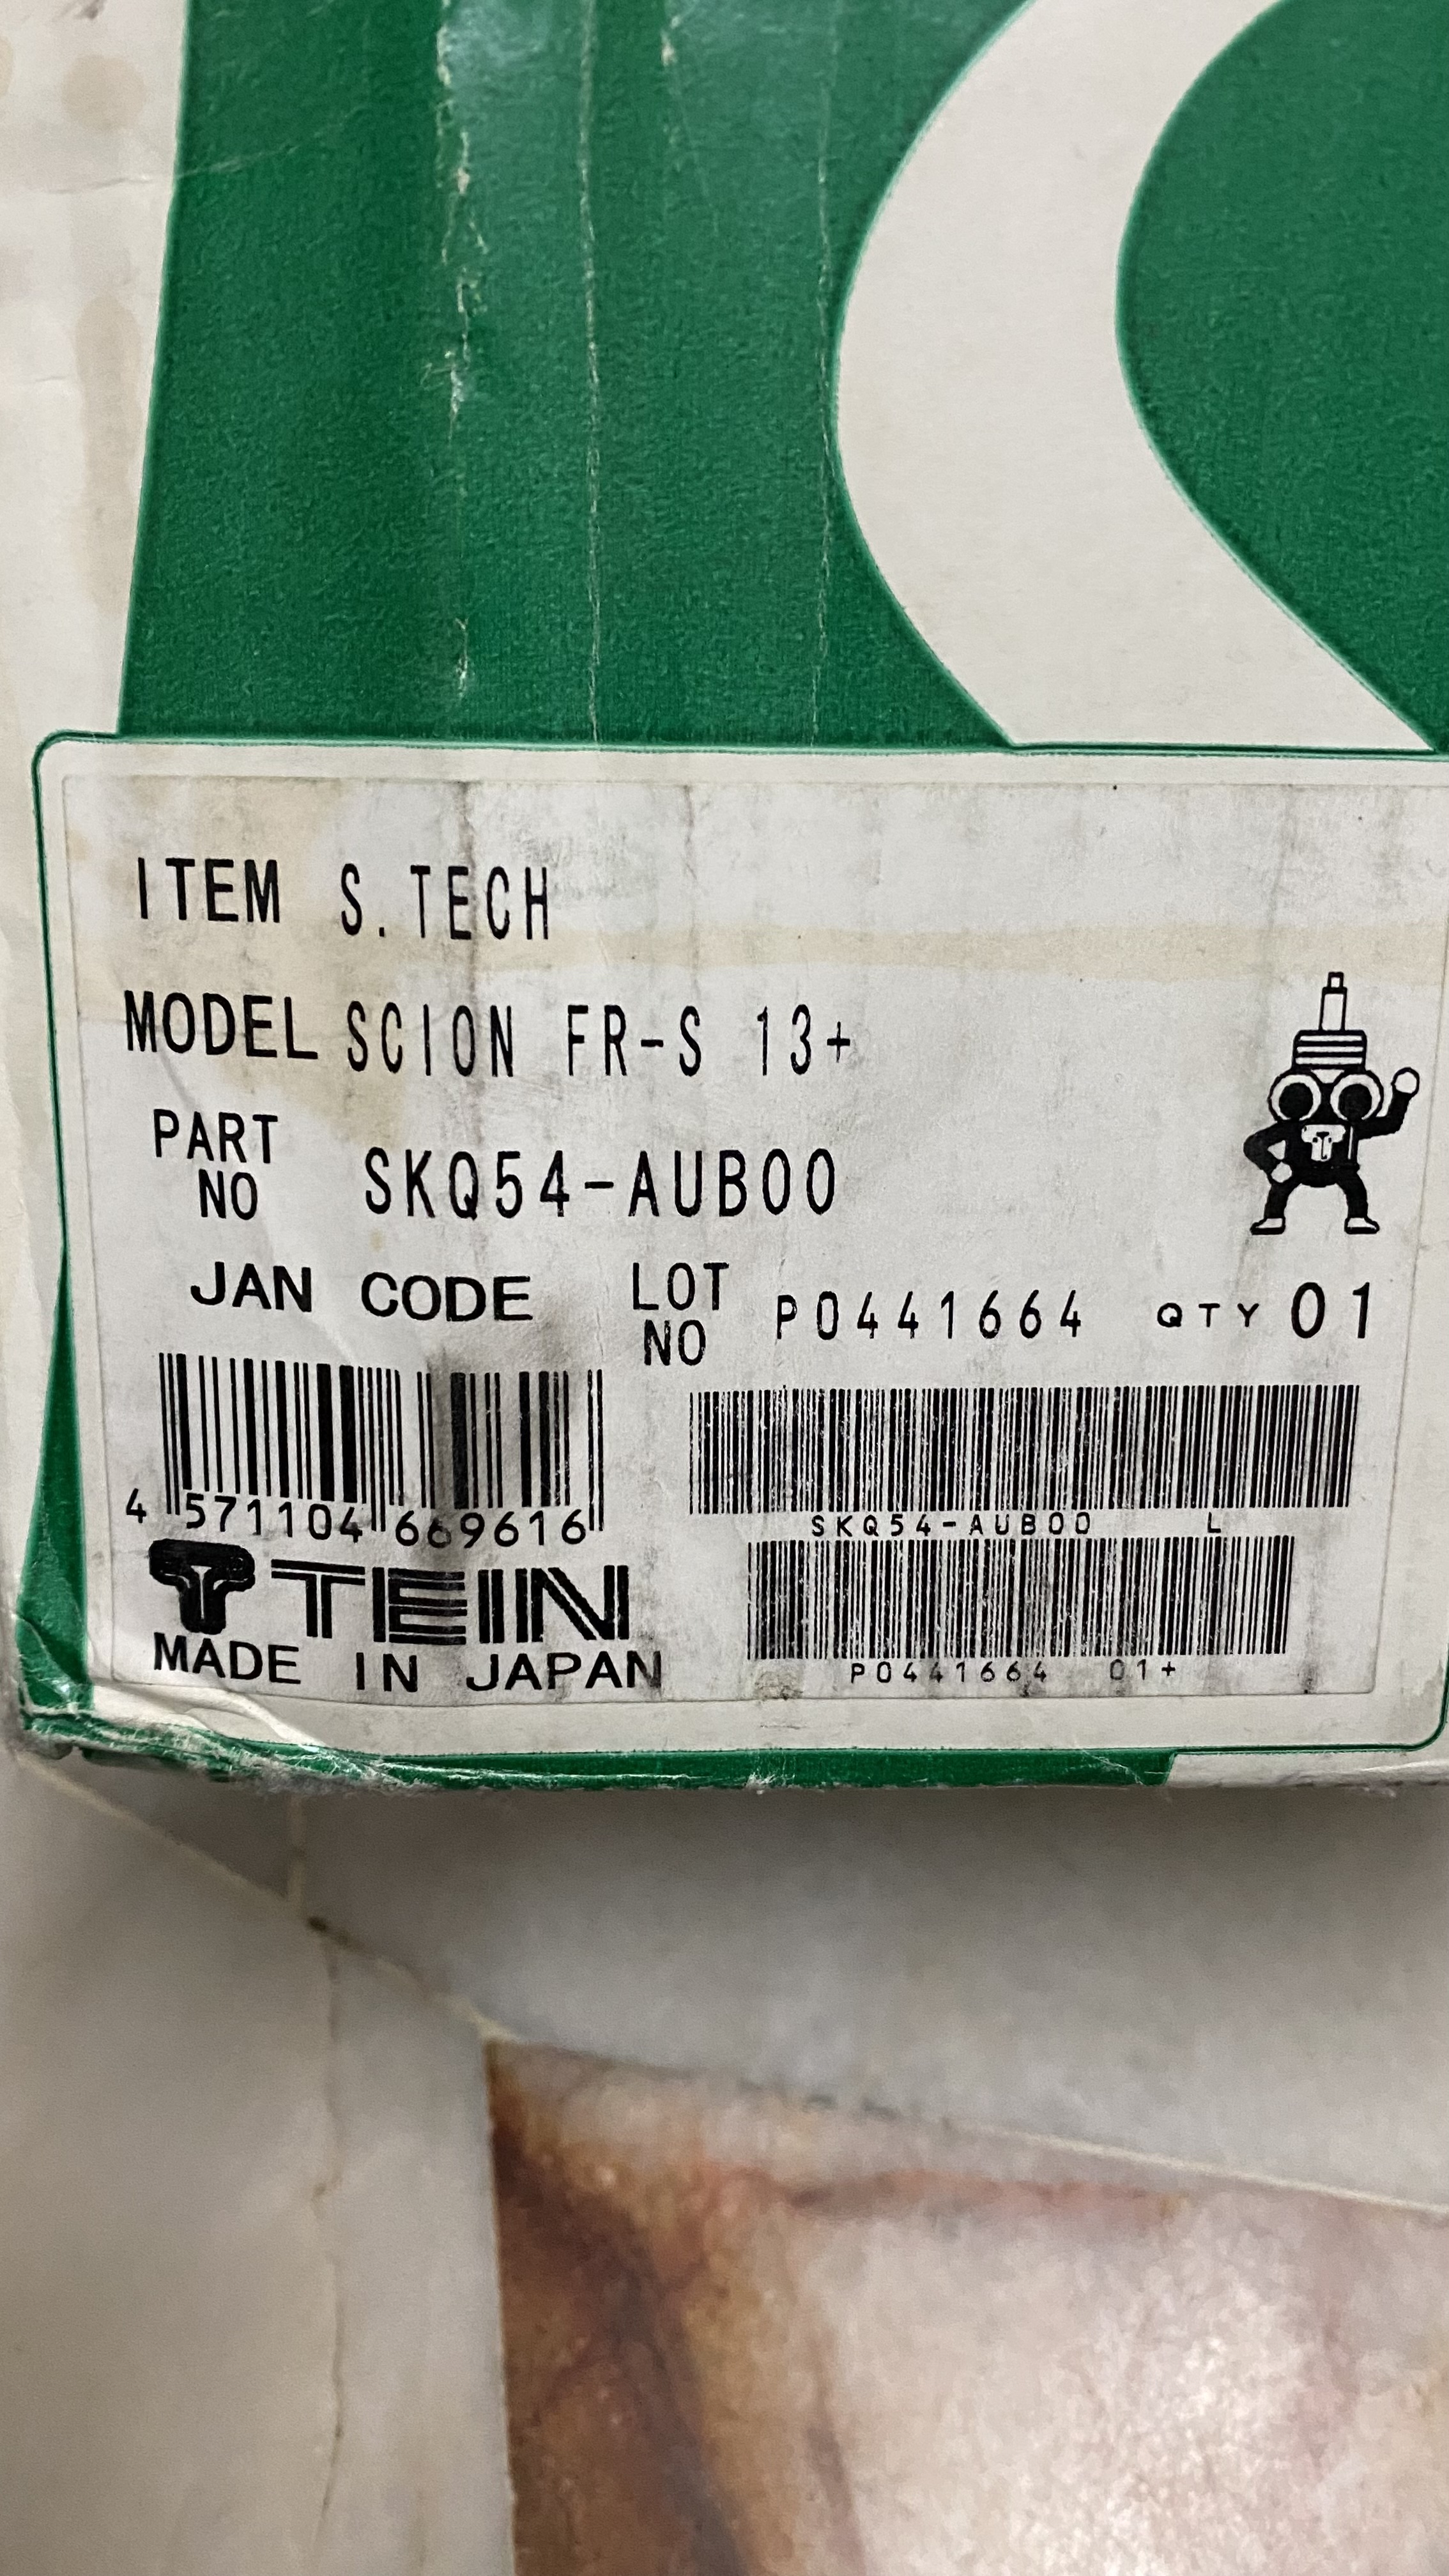 ITEM S.TECH
MODEL SCION FR-S 13+
PART NO SKQ54-AUB00
JAN CODE
LOT NO P0441664 QTY 01
4 571104 669616
SKQ54-AUB00 L
P0441664 01+
TEIN
MADE IN JAPAN